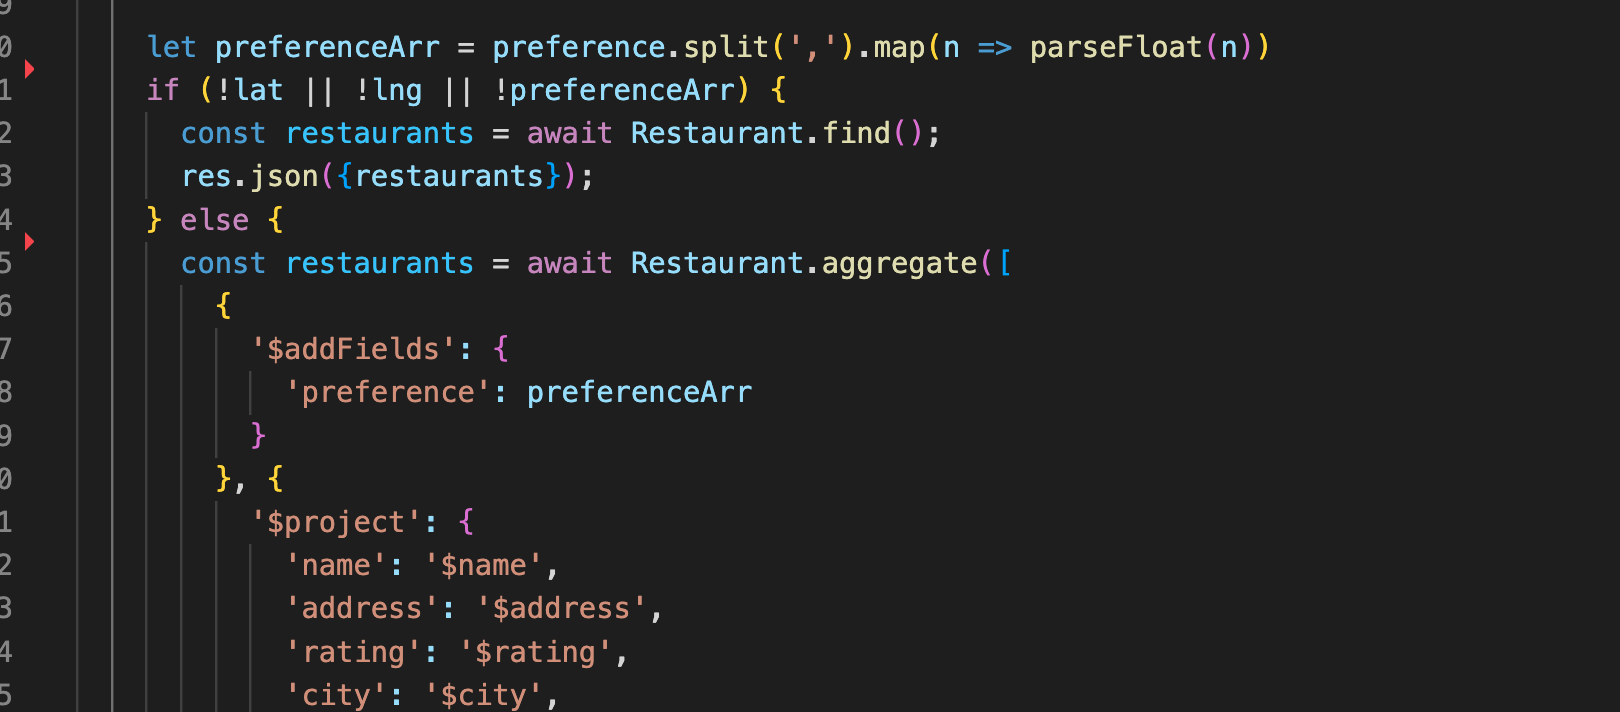 9
0 let preferenceArr = preference.split(',').map(n => parseFloat(n))
1 if (!lat || !lng || !preferenceArr) {
2 const restaurants = await Restaurant.find();
3 res.json({restaurants});
4 } else {
5 const restaurants = await Restaurant.aggregate([
6 {
7 '$addFields': {
8 'preference': preferenceArr
9 }
0 }, {
1 '$project': {
2 'name': '$name',
3 'address': '$address',
4 'rating': '$rating',
5 'city': '$city',